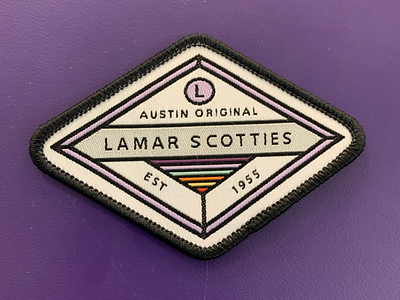 L
AUSTIN ORIGINAL
LAMAR SCOTTIES
EST 1955